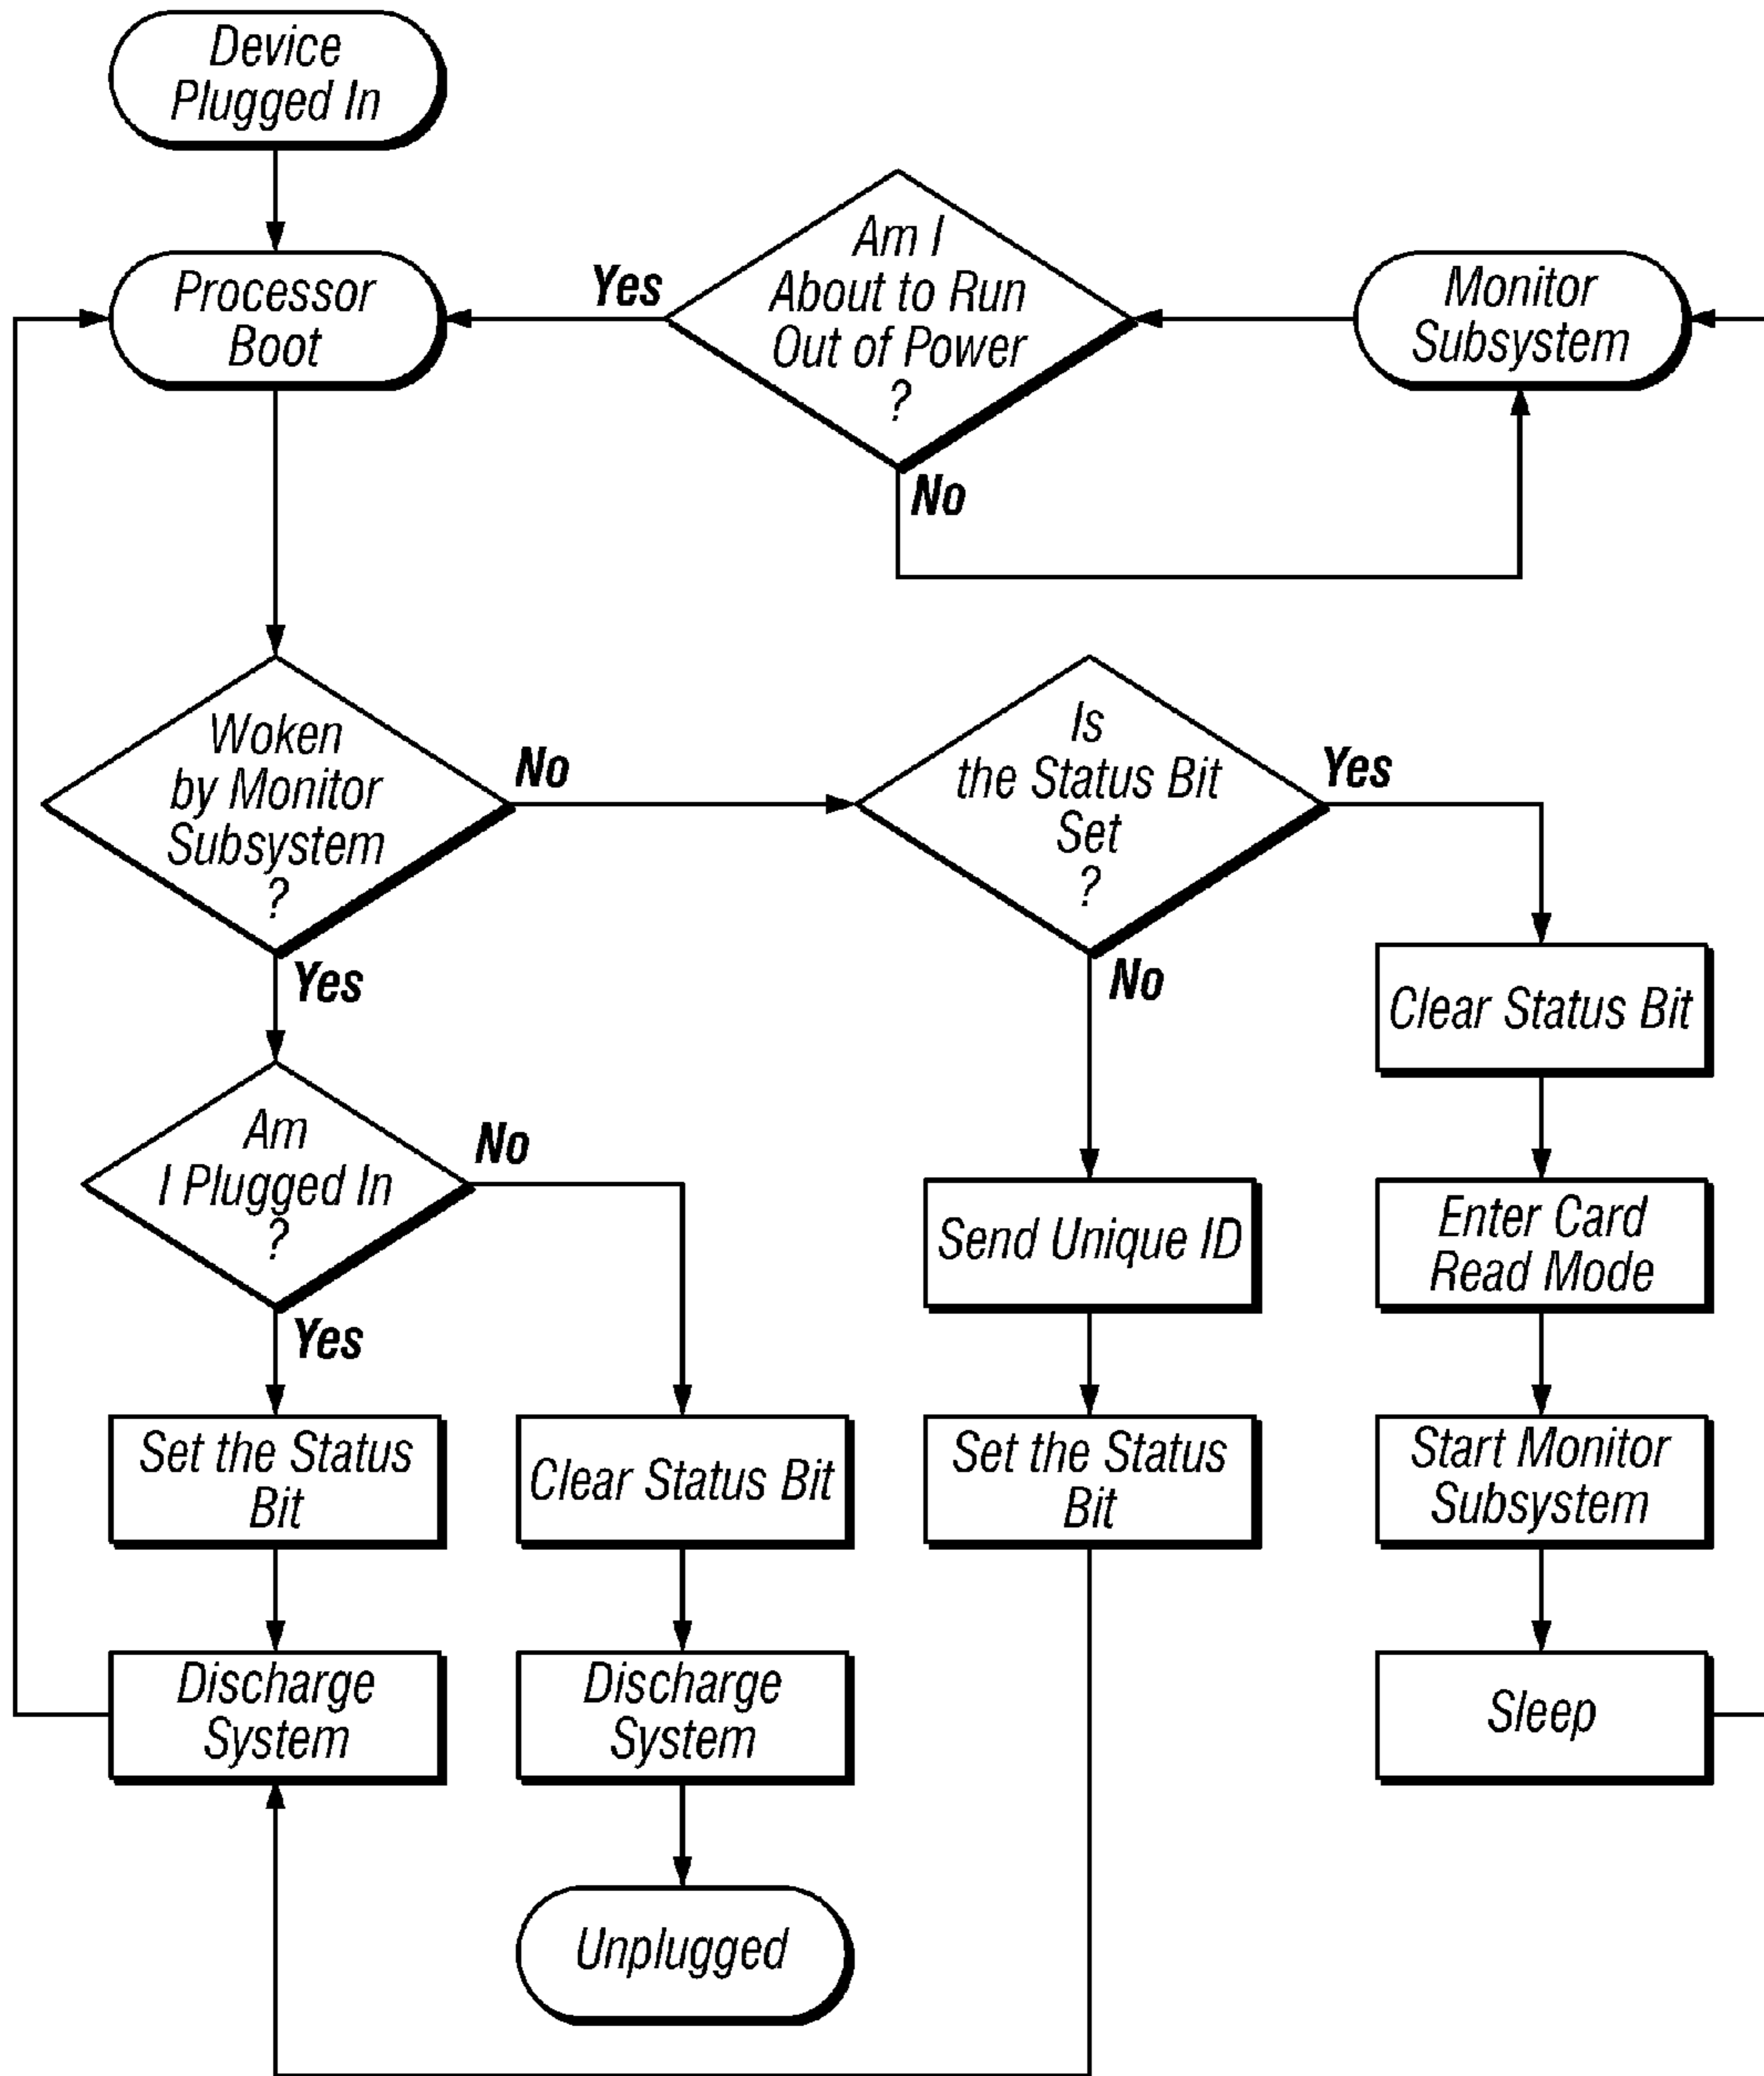 Device
Plugged In
Processor
Boot
Yes
Am I
About to Run
Out of Power
?
No
Monitor
Subsystem
Woken
by Monitor
Subsystem
?
No
Yes
Is
the Status Bit
Set
?
Yes
No
Clear Status Bit
Am
I Plugged In
?
No
Yes
Send Unique ID
Enter Card
Read Mode
Set the Status
Bit
Clear Status Bit
Set the Status
Bit
Start Monitor
Subsystem
Discharge
System
Discharge
System
Sleep
Unplugged